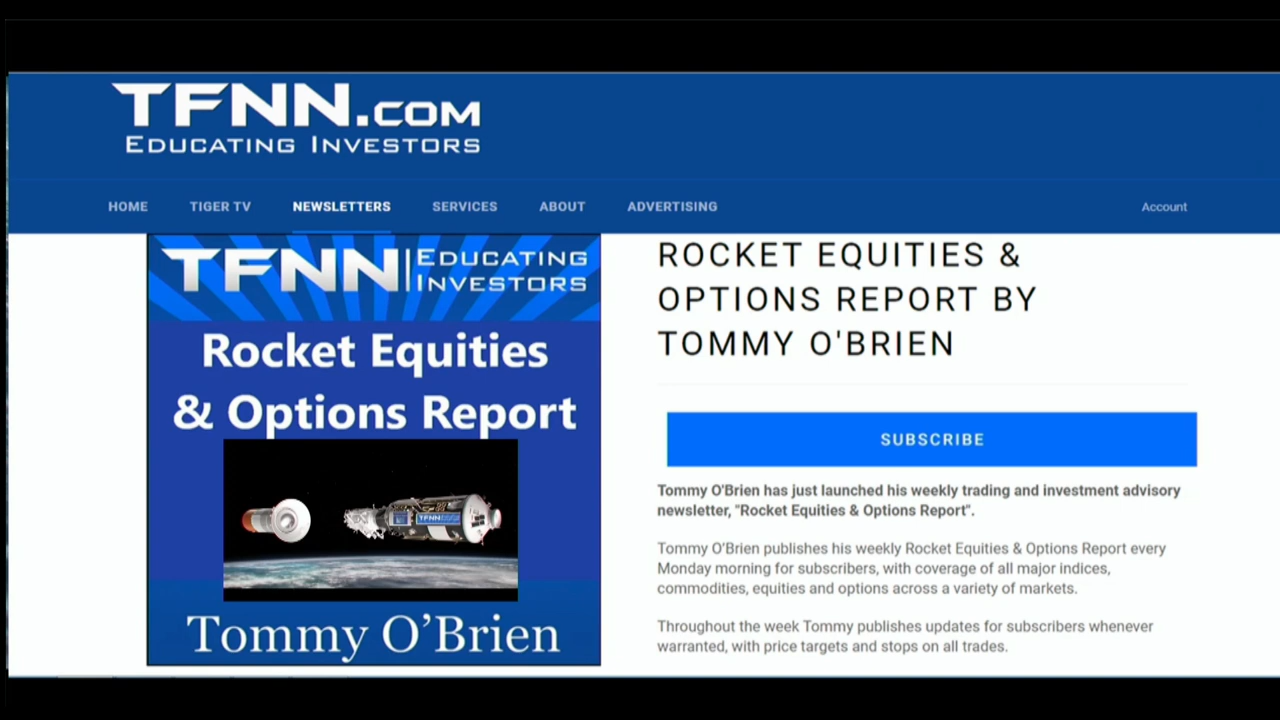 TFNN.COM
EDUCATING INVESTORS
HOME TIGER TV NEWSLETTERS SERVICES ABOUT ADVERTISING Account
TFNN EDUCATING
INVESTORS
Rocket Equities
& Options Report
TFNN
Tommy O’Brien
ROCKET EQUITIES &
OPTIONS REPORT BY
TOMMY O'BRIEN
SUBSCRIBE
Tommy O'Brien has just launched his weekly trading and investment advisory
newsletter, "Rocket Equities & Options Report".
Tommy O’Brien publishes his weekly Rocket Equities & Options Report every
Monday morning for subscribers, with coverage of all major indices,
commodities, equities and options across a variety of markets.
Throughout the week Tommy publishes updates for subscribers whenever
warranted, with price targets and stops on all trades.